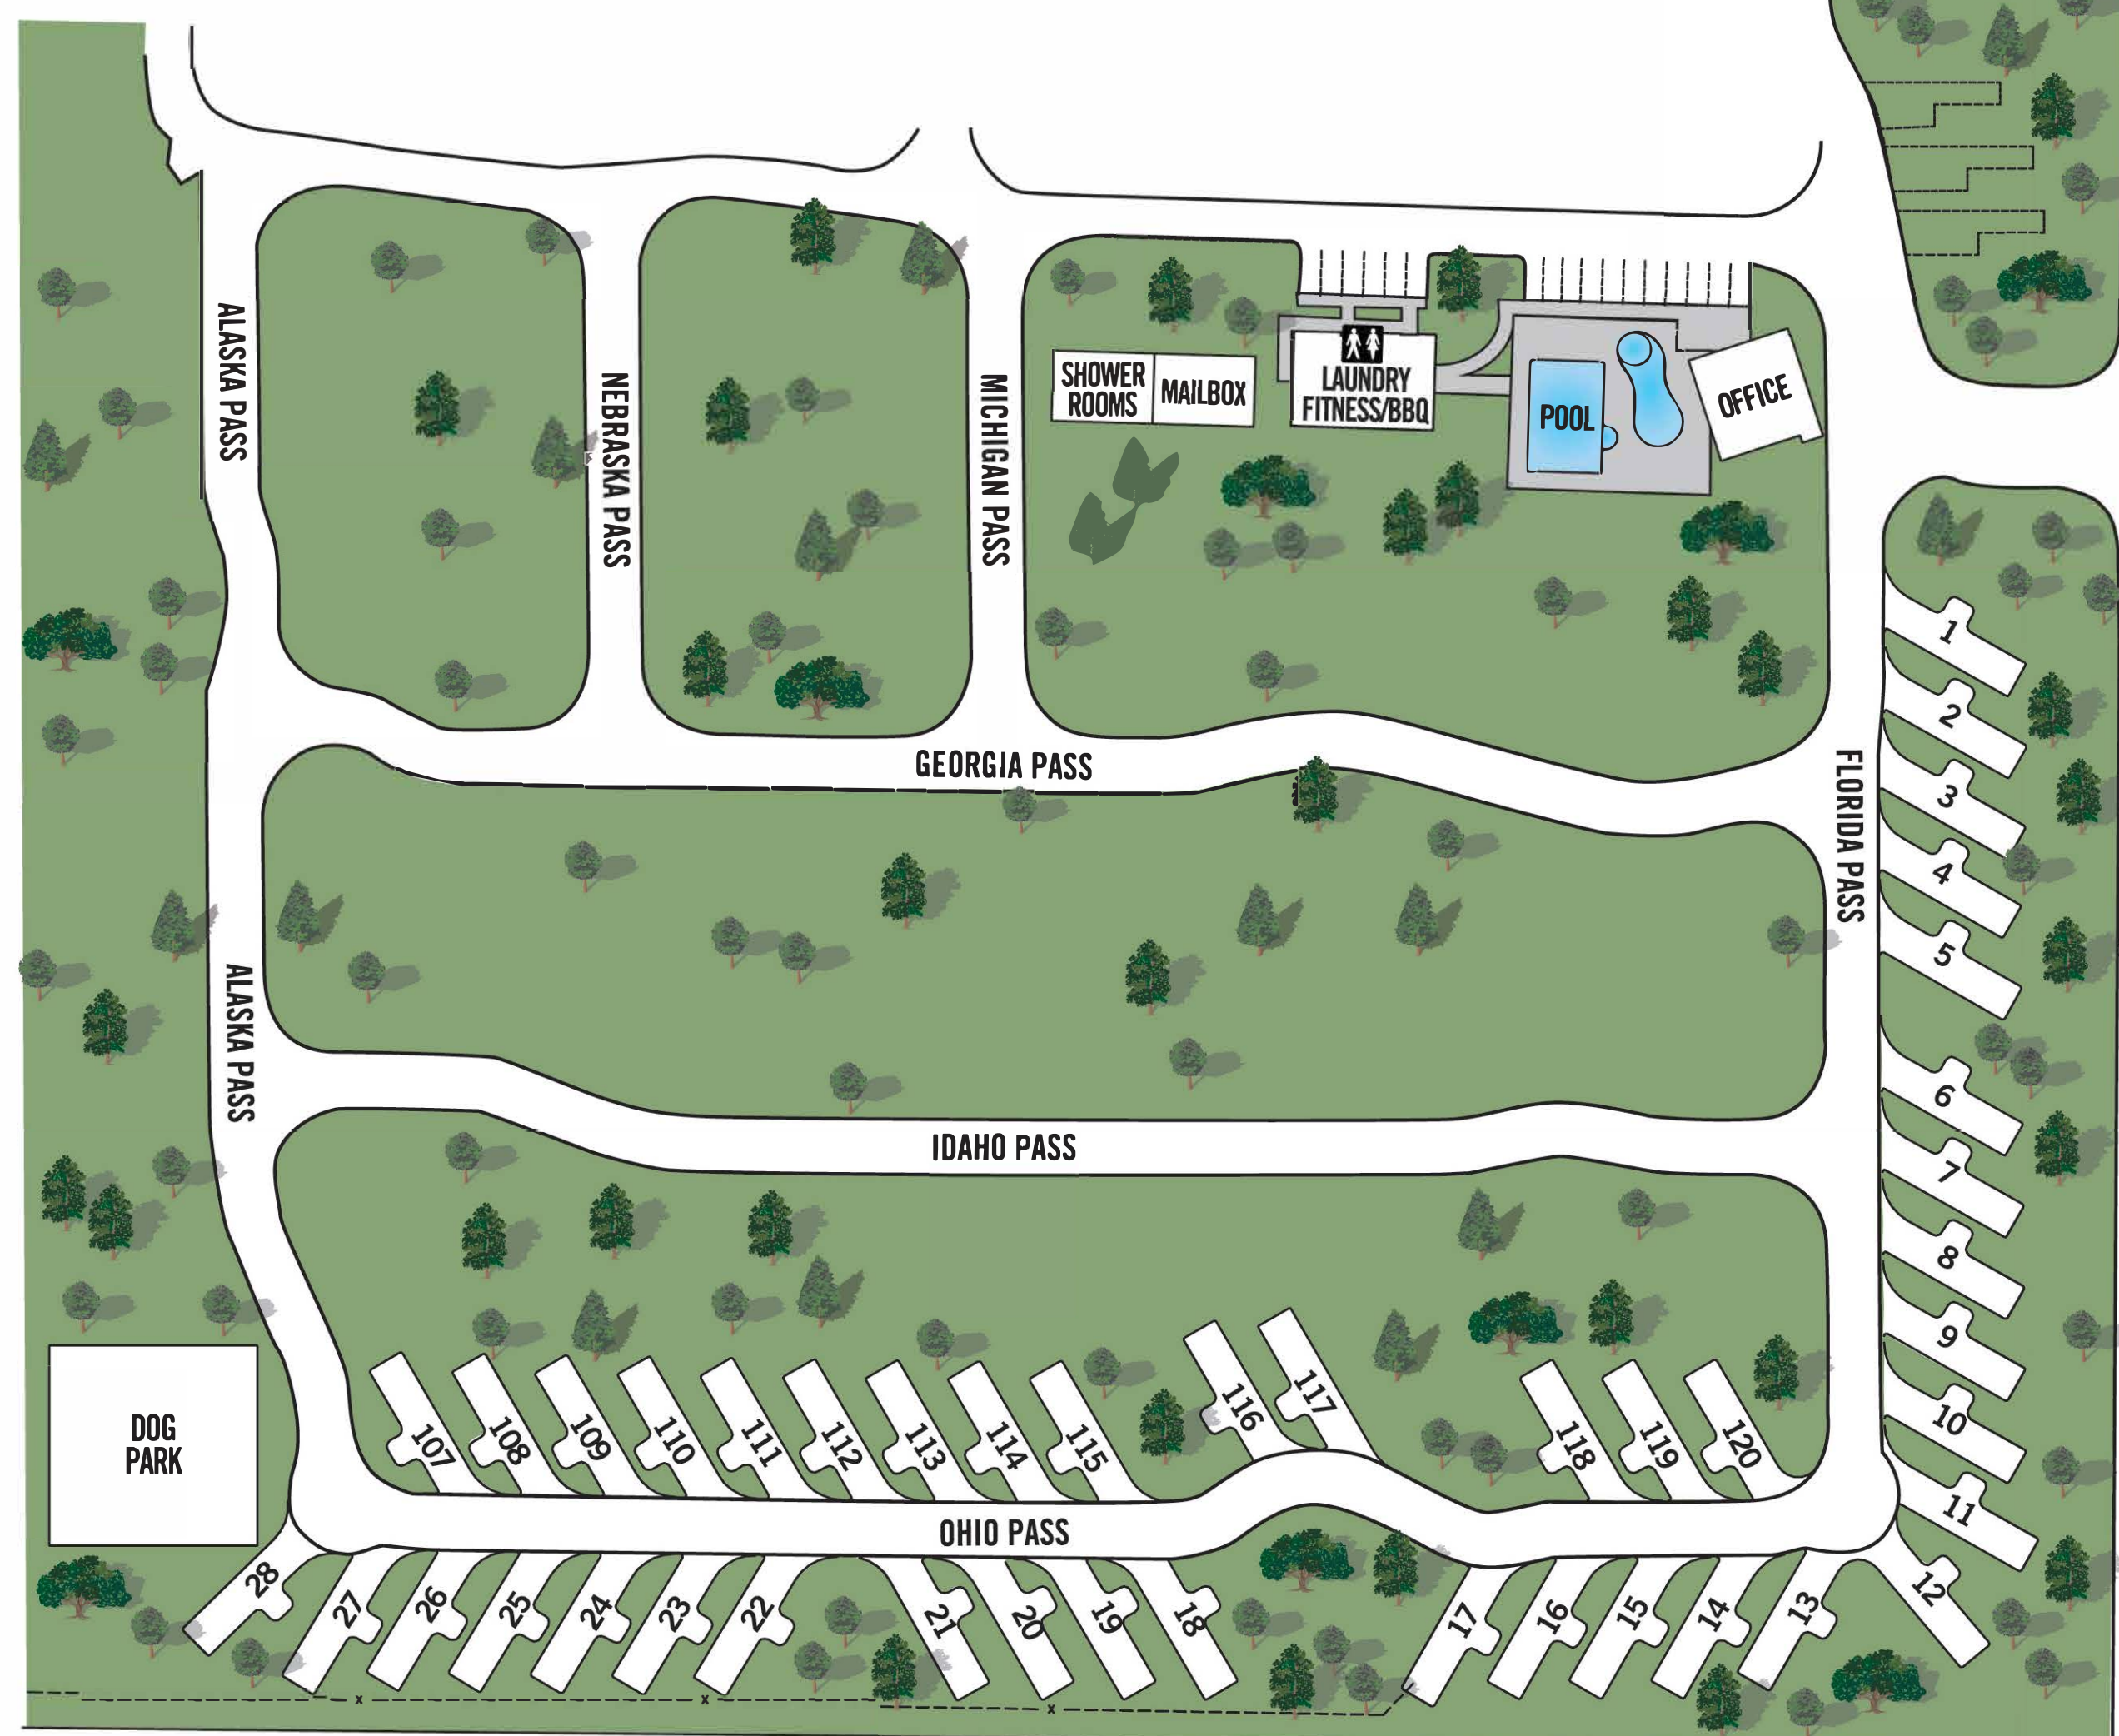 ALASKA PASS
NEBRASKA PASS
MICHIGAN PASS
SHOWER
ROOMS
MAILBOX
LAUNDRY
FITNESS/BBQ
POOL
OFFICE
GEORGIA PASS
FLORIDA PASS
ALASKA PASS
IDAHO PASS
1
2
3
4
5
6
7
8
9
10
11
12
DOG
PARK
107
108
109
110
111
112
113
114
115
116
117
118
119
120
OHIO PASS
28
27
26
25
24
23
22
21
20
19
18
17
16
15
14
13
x
x
x